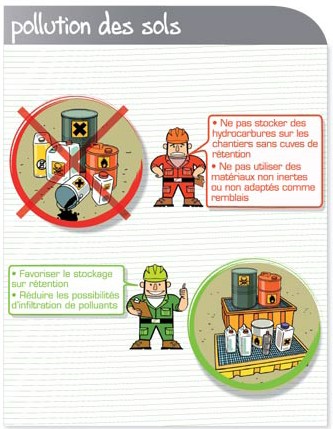 pollution des sols
• Ne pas stocker des
hydrocarbures sur les
chantiers sans cuves de
rétention
• Ne pas utiliser des
matériaux non inertes
ou non adaptés comme
remblais
• Favoriser le stockage
sur rétention
• Réduire les possibilités
d'infiltration de polluants